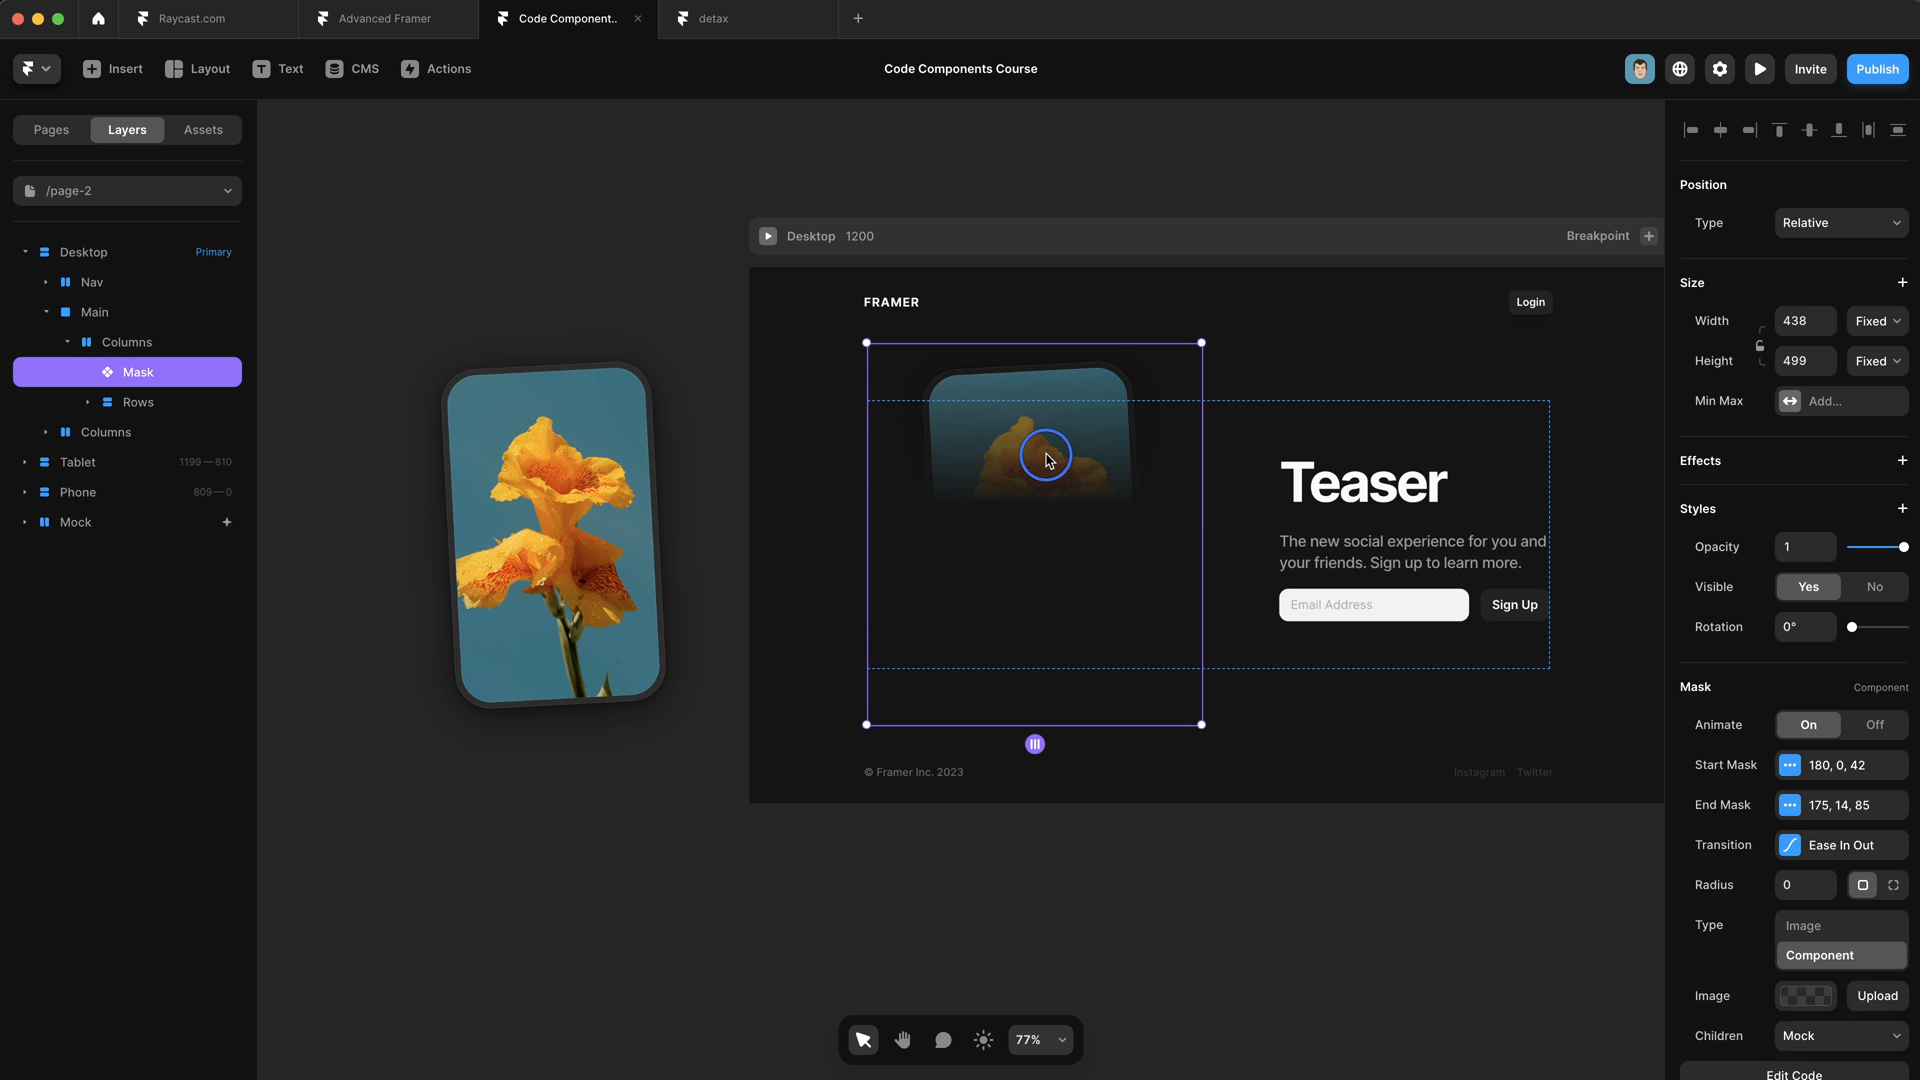 Raycast.com
Advanced Framer
Code Component..
detax
Insert
Layout
Text
CMS
Actions
Code Components Course
Invite
Publish
Pages
Layers
Assets
/page-2
Desktop
Primary
Nav
Main
Columns
Mask
Rows
Columns
Tablet
1199—810
Phone
809—0
Mock
Desktop 1200
Breakpoint
FRAMER
Login
Teaser
The new social experience for you and
your friends. Sign up to learn more.
Email Address
Sign Up
© Framer Inc. 2023
Instagram
Twitter
77%
Position
Type
Relative
Size
Width
438
Fixed
Height
499
Fixed
Min Max
Add...
Effects
Styles
Opacity
1
Visible
Yes
No
Rotation
0°
Mask
Component
Animate
On
Off
Start Mask
180, 0, 42
End Mask
175, 14, 85
Transition
Ease In Out
Radius
0
Type
Image
Component
Image
Upload
Children
Mock
Edit Code